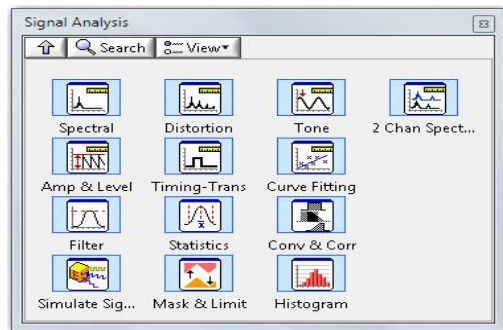 Signal Analysis
Search View
Spectral Distortion Tone 2 Chan Spect...
Amp & Level Timing-Trans Curve Fitting
Filter Statistics Conv & Corr
Simulate Sig... Mask & Limit Histogram